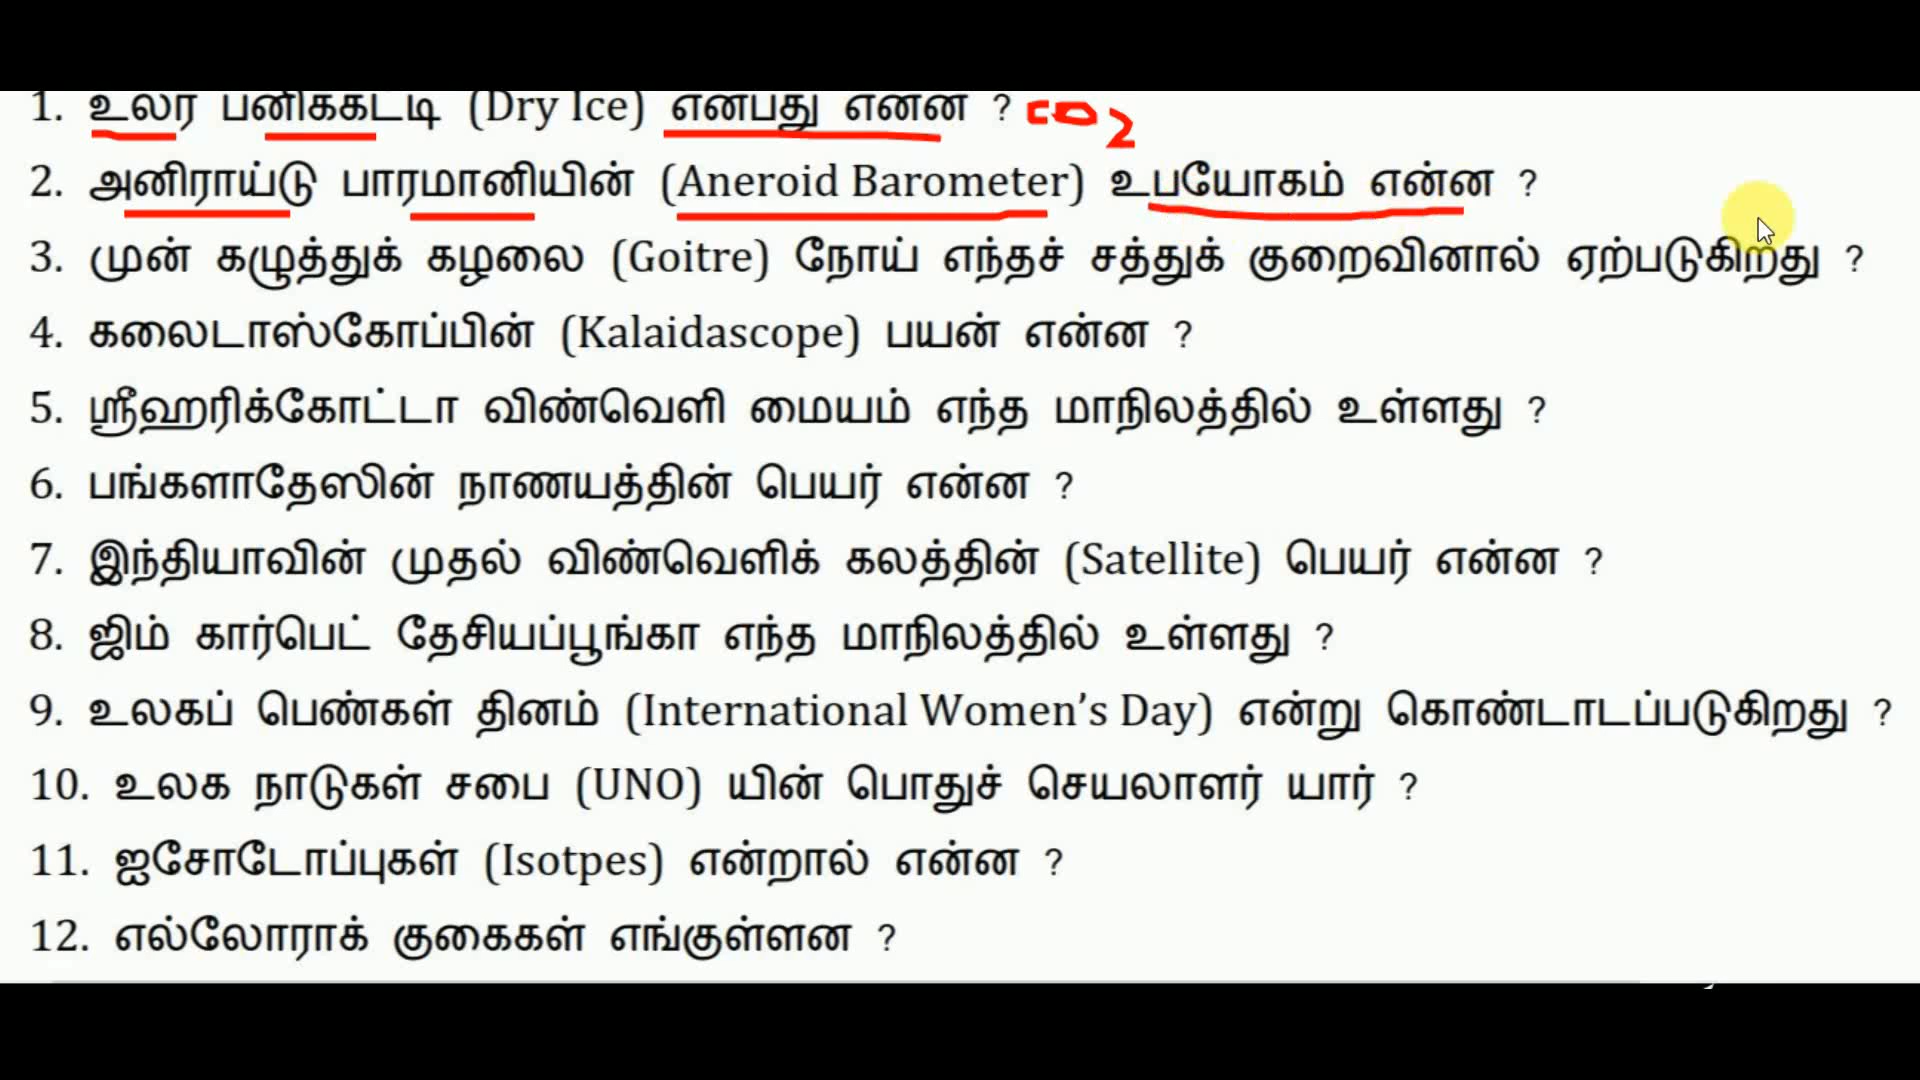 1. உலர் பனிக்கட்டி (Dry Ice) என்பது என்ன ? CO2
2. அனிராய்டு பாரமானியின் (Aneroid Barometer) உபயோகம் என்ன ?
3. முன் கழுத்துக் கழலை (Goitre) நோய் எந்தச் சத்துக் குறைவினால் ஏற்படுகிறது ?
4. கலைடாஸ்கோப்பின் (Kalaidascope) பயன் என்ன ?
5. ஸ்ரீஹரிக்கோட்டா விண்வெளி மையம் எந்த மாநிலத்தில் உள்ளது ?
6. பங்களாதேஸின் நாணயத்தின் பெயர் என்ன ?
7. இந்தியாவின் முதல் விண்வெளிக் கலத்தின் (Satellite) பெயர் என்ன ?
8. ஜிம் கார்பெட் தேசியப்பூங்கா எந்த மாநிலத்தில் உள்ளது ?
9. உலகப் பெண்கள் தினம் (International Women’s Day) என்று கொண்டாடப்படுகிறது ?
10. உலக நாடுகள் சபை (UNO) யின் பொதுச் செயலாளர் யார் ?
11. ஐசோடோப்புகள் (Isotpes) என்றால் என்ன ?
12. எல்லோராக் குகைகள் எங்குள்ளன ?